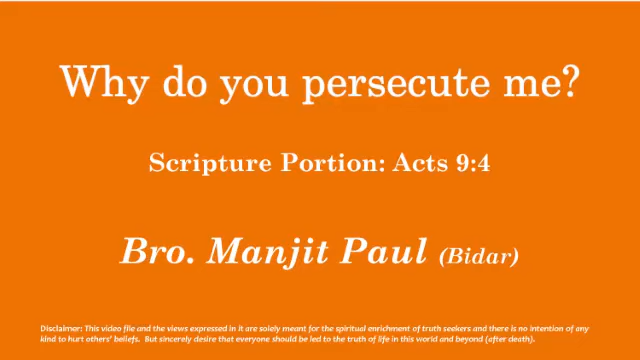 Why do you persecute me?
Scripture Portion: Acts 9:4
Bro. Manjit Paul (Bidar)
Disclaimer: This video file and the views expressed in it are solely meant for the spiritual enrichment of truth seekers and there is no intention of any
kind to hurt others' beliefs. But sincerely desire that everyone should be led to the truth of life in this world and beyond (after death).